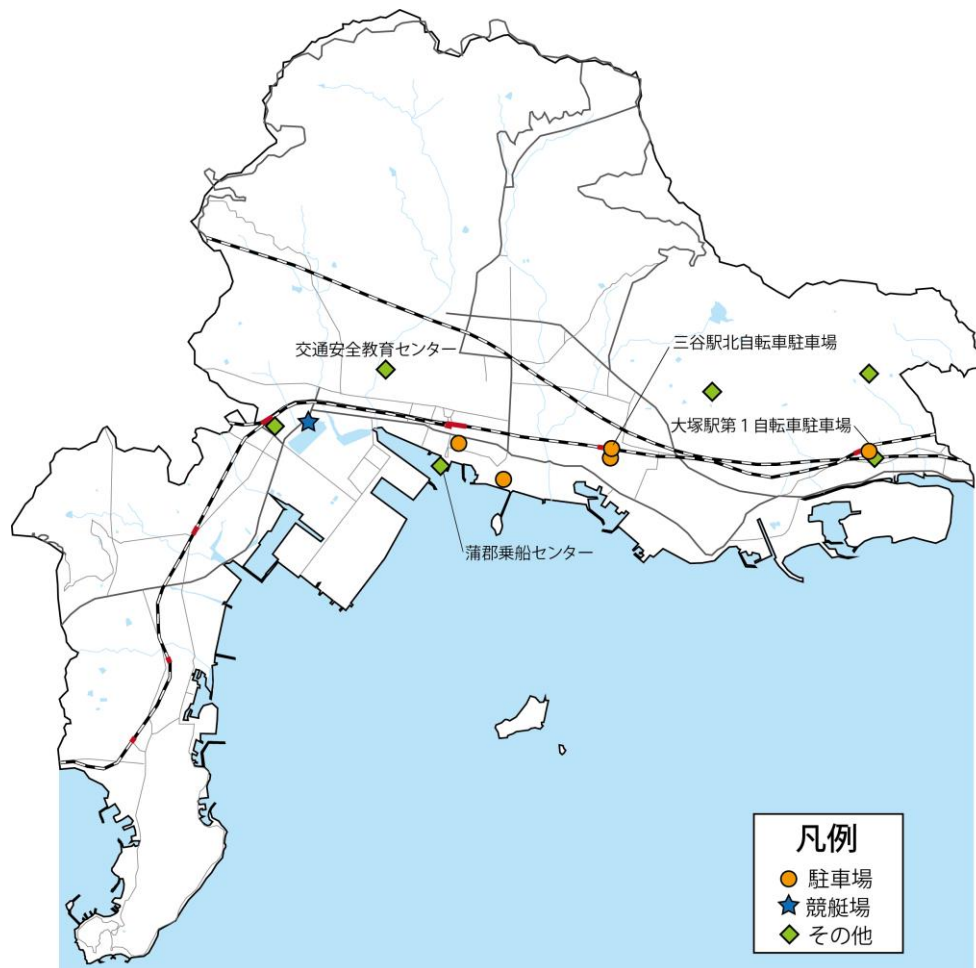 三谷駅北自転車駐車場
交通安全教育センター
大塚駅第1自転車駐車場
蒲郡乗船センター
凡例
駐車場
競艇場
その他